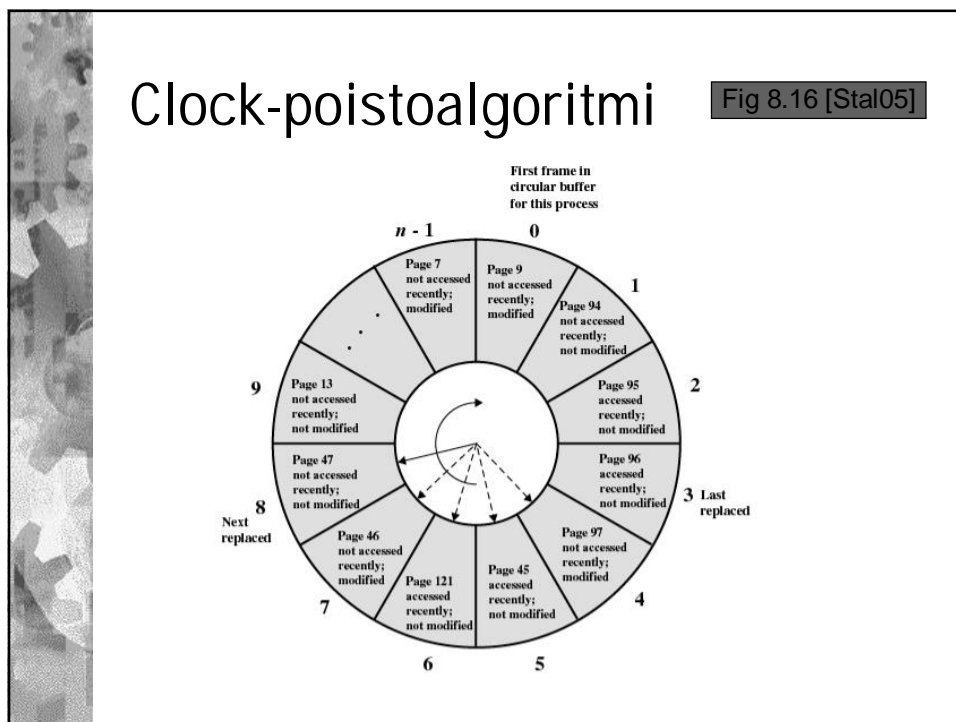 Clock-poistoalgoritmi
Fig 8.16 [Stal05]
First frame in
circular buffer
for this process
n - 1
0
Page 7
not accessed
recently;
modified
Page 9
not accessed
recently;
modified
1
Page 94
not accessed
recently;
not modified
2
Page 95
accessed
recently;
not modified
3
Last
replaced
Page 96
accessed
recently;
not modified
4
Page 97
not accessed
recently;
modified
5
Page 45
accessed
recently;
not modified
6
Page 121
accessed
recently;
not modified
7
Page 46
not accessed
recently;
modified
8
Next
replaced
Page 47
not accessed
recently;
not modified
9
Page 13
not accessed
recently;
not modified
. . .